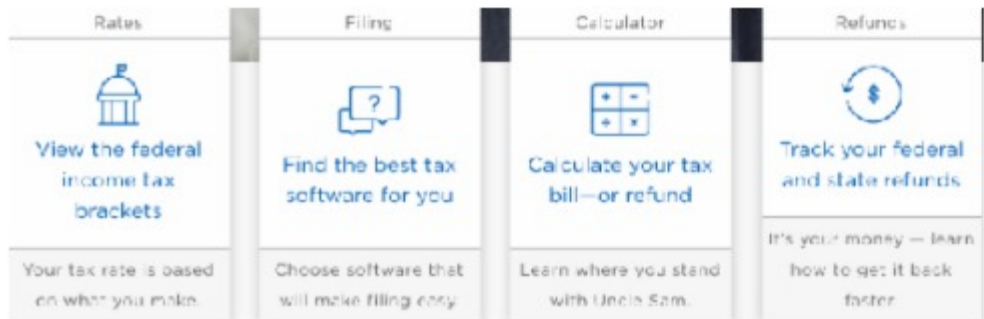 Rates
View the federal
income tax
brackets
Your tax rate is based
on what you make.
Filing
?
Find the best tax
software for you
Choose software that
will make filing easy.
Calculator
+ -
÷ ×
Calculate your tax
bill—or refund
Learn where you stand
with Uncle Sam.
Refunds
$
Track your federal
and state refunds
It's your money — learn
how to get it back
faster.